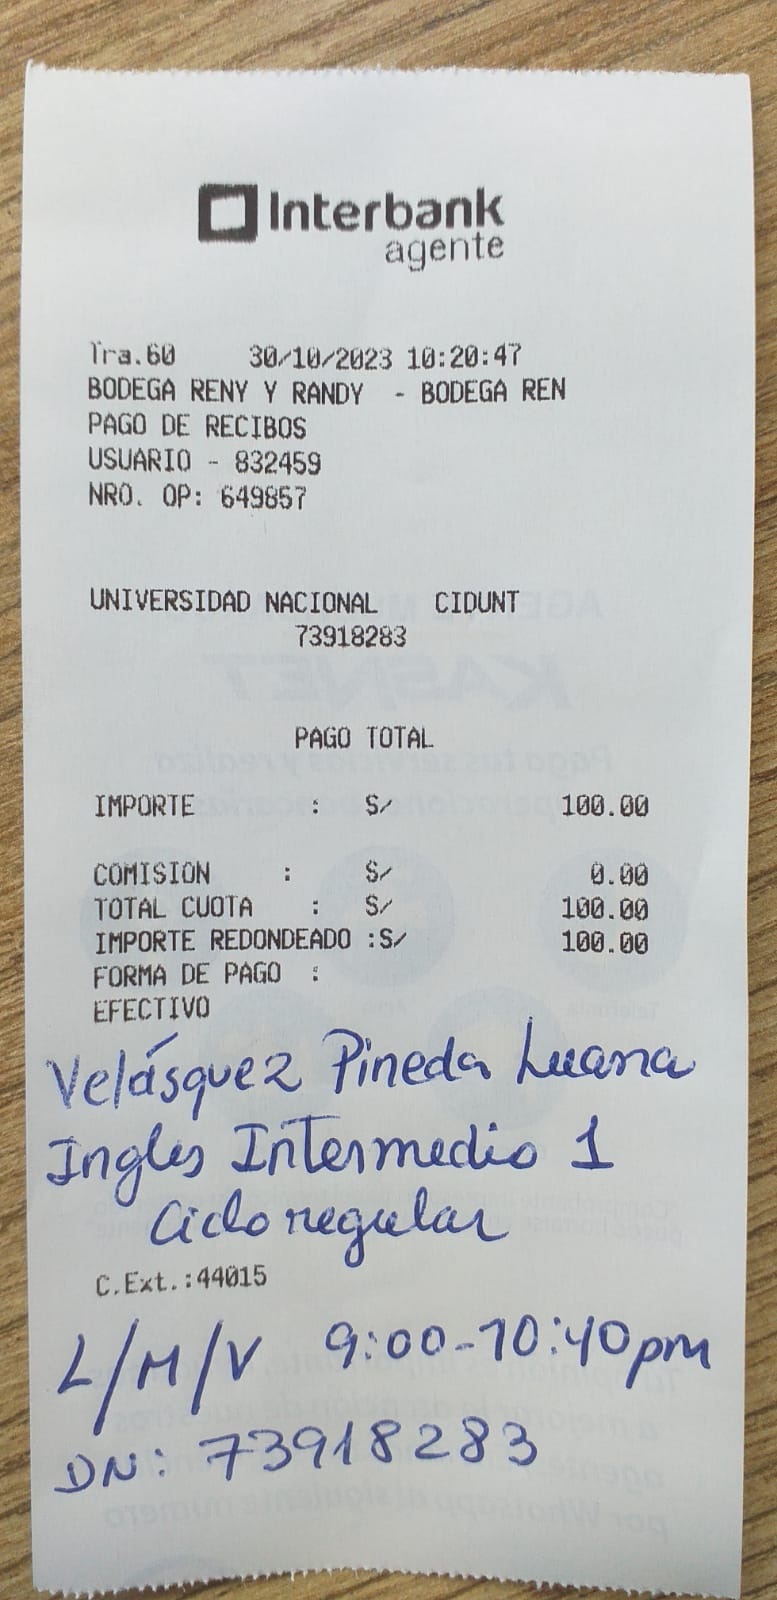 Interbank
agente
Tra.60 30/10/2023 10:20:47
BODEGA RENY Y RANDY - BODEGA REN
PAGO DE RECIBOS
USUARIO - 832459
NRO. OP: 649857
UNIVERSIDAD NACIONAL CIDUNT
73918283
PAGO TOTAL
IMPORTE : S/ 100.00
COMISION : S/ 0.00
TOTAL CUOTA : S/ 100.00
IMPORTE REDONDEADO :S/ 100.00
FORMA DE PAGO :
EFECTIVO
Velásquez Pineda Luana
Ingles Intermedio 1
Ciclo regular
C.Ext.:44015
L/M/V 9:00-10:40pm
DN: 73918283